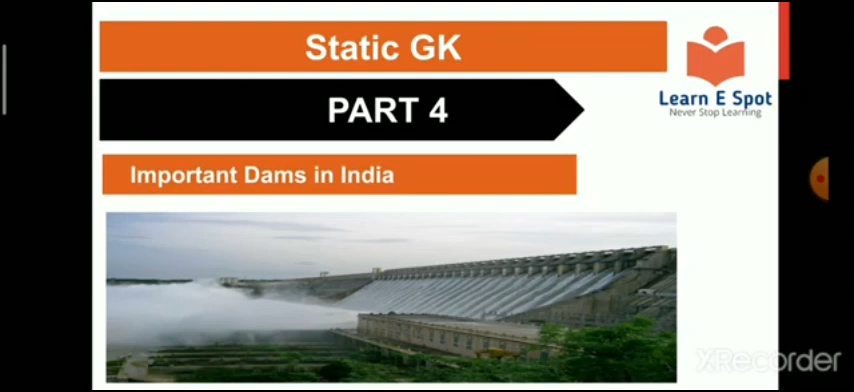 Static GK
PART 4
Learn E Spot
Never Stop Learning
Important Dams in India
XRecorder